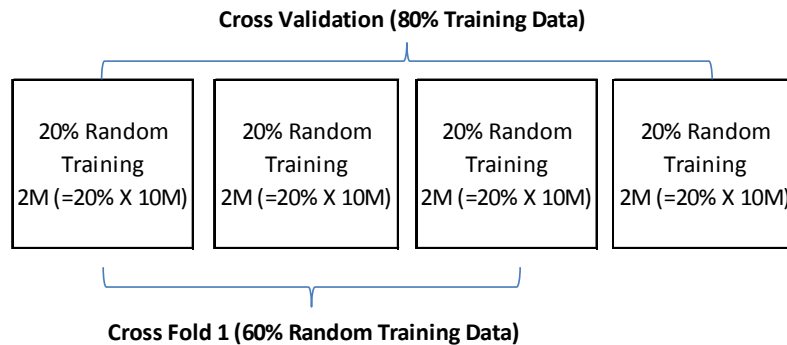 Cross Validation (80% Training Data)
20% Random
Training
2M (=20% X 10M)
20% Random
Training
2M (=20% X 10M)
20% Random
Training
2M (=20% X 10M)
20% Random
Training
2M (=20% X 10M)
Cross Fold 1 (60% Random Training Data)